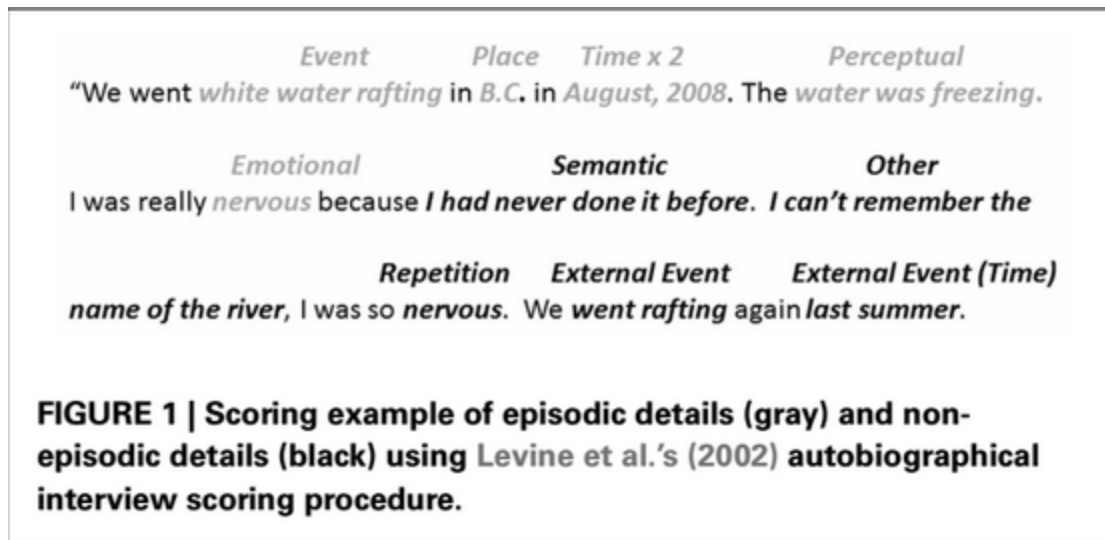 Event Place Time x 2 Perceptual
“We went white water rafting in B.C. in August, 2008. The water was freezing.
Emotional Semantic Other
I was really nervous because I had never done it before. I can’t remember the
Repetition External Event External Event (Time)
name of the river, I was so nervous. We went rafting again last summer.
FIGURE 1 | Scoring example of episodic details (gray) and non-
episodic details (black) using Levine et al.’s (2002) autobiographical
interview scoring procedure.